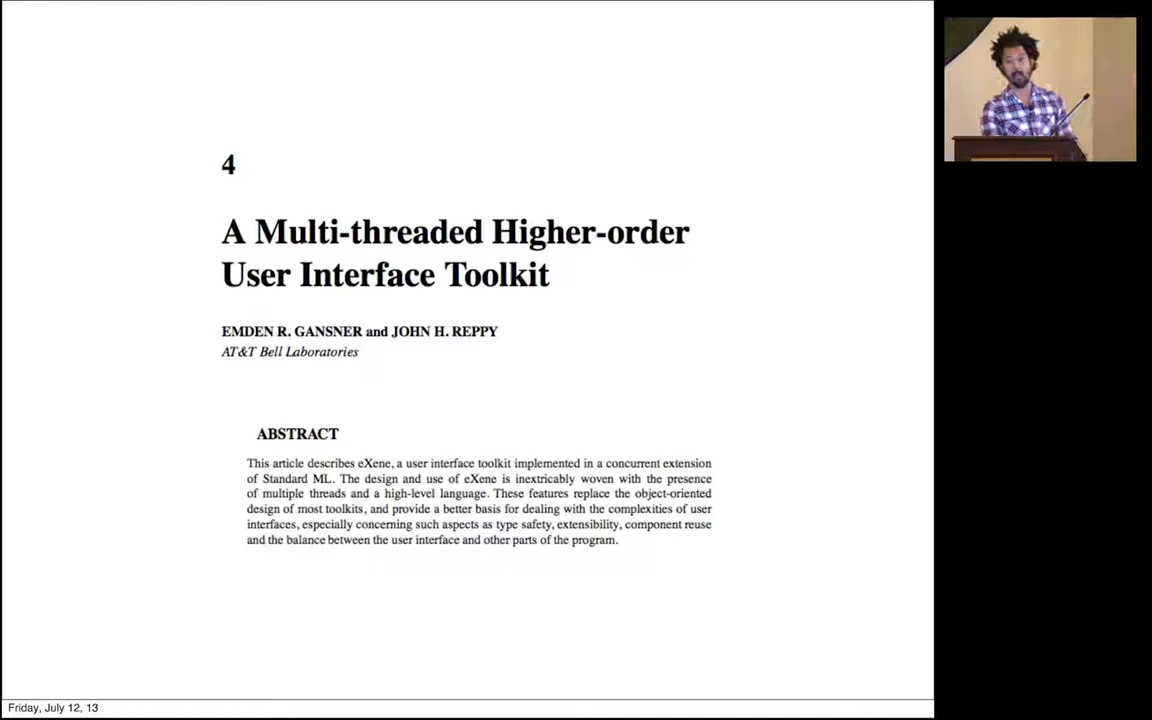 4
A Multi-threaded Higher-order
User Interface Toolkit
EMDEN R. GANSNER and JOHN H. REPPY
AT&T Bell Laboratories
ABSTRACT
This article describes eXene, a user interface toolkit implemented in a concurrent extension
of Standard ML. The design and use of eXene is inextricably woven with the presence
of multiple threads and a high-level language. These features replace the object-oriented
design of most toolkits, and provide a better basis for dealing with the complexities of user
interfaces, especially concerning such aspects as type safety, extensibility, component reuse
and the balance between the user interface and other parts of the program.
Friday, July 12, 13